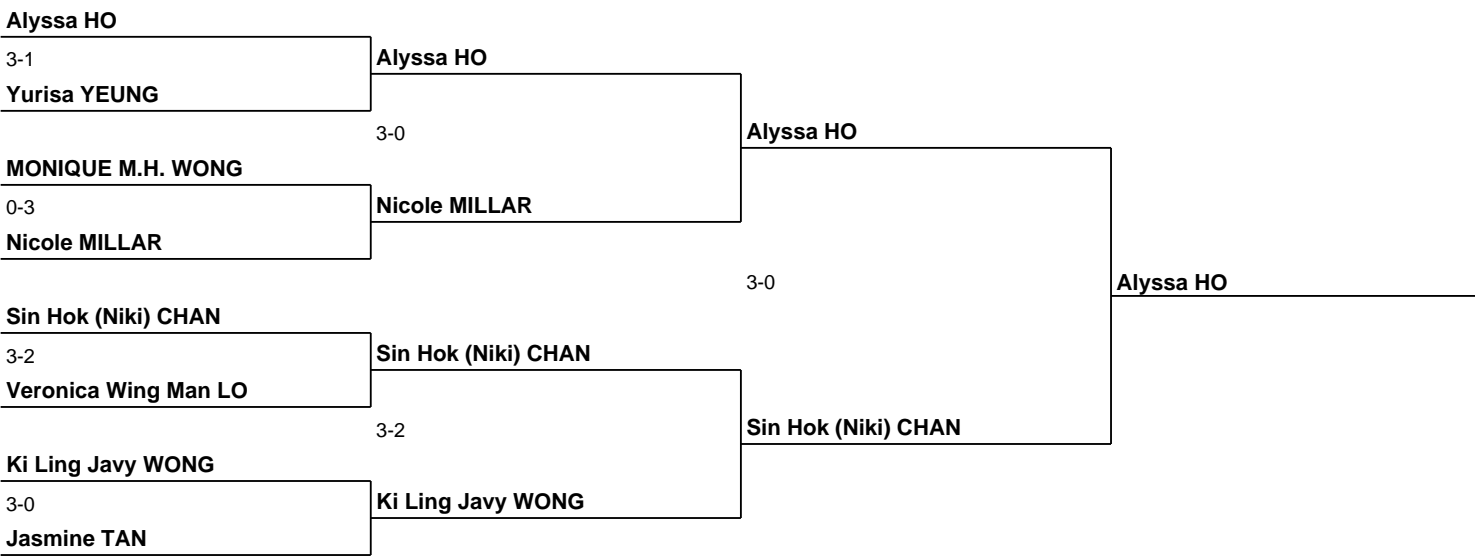 Alyssa HO
3-1
Yurisa YEUNG
MONIQUE M.H. WONG
0-3
Nicole MILLAR
Sin Hok (Niki) CHAN
3-2
Veronica Wing Man LO
Ki Ling Javy WONG
3-0
Jasmine TAN
Alyssa HO
3-0
Nicole MILLAR
Sin Hok (Niki) CHAN
3-2
Ki Ling Javy WONG
Alyssa HO
3-0
Sin Hok (Niki) CHAN
Alyssa HO